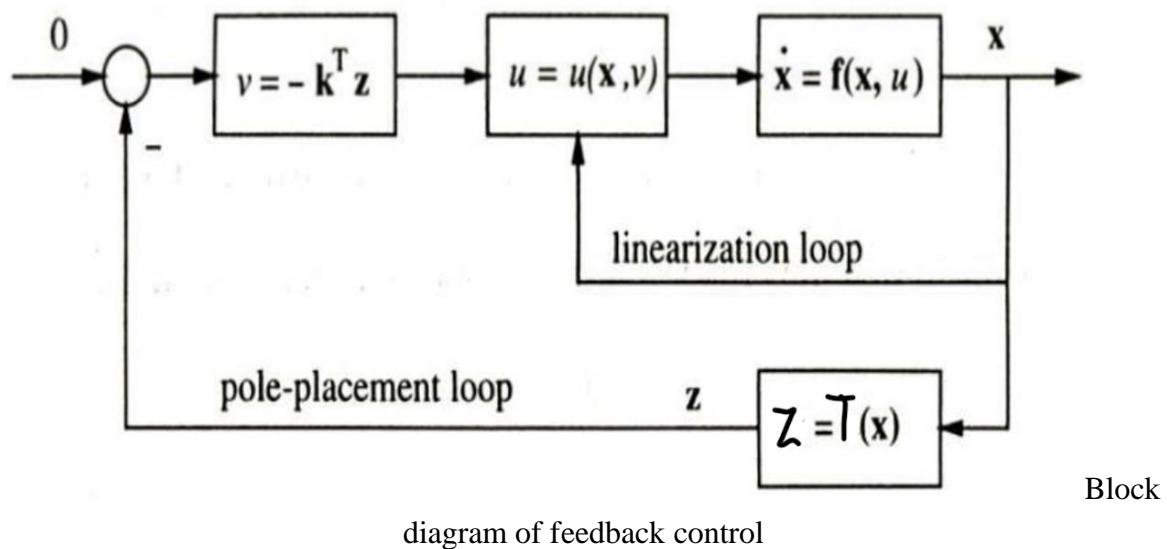 0
v = - k^T z
u = u(x,v)
ẋ = f(x, u)
x
-
linearization loop
pole-placement loop
z
Z = T(x)
Block
diagram of feedback control